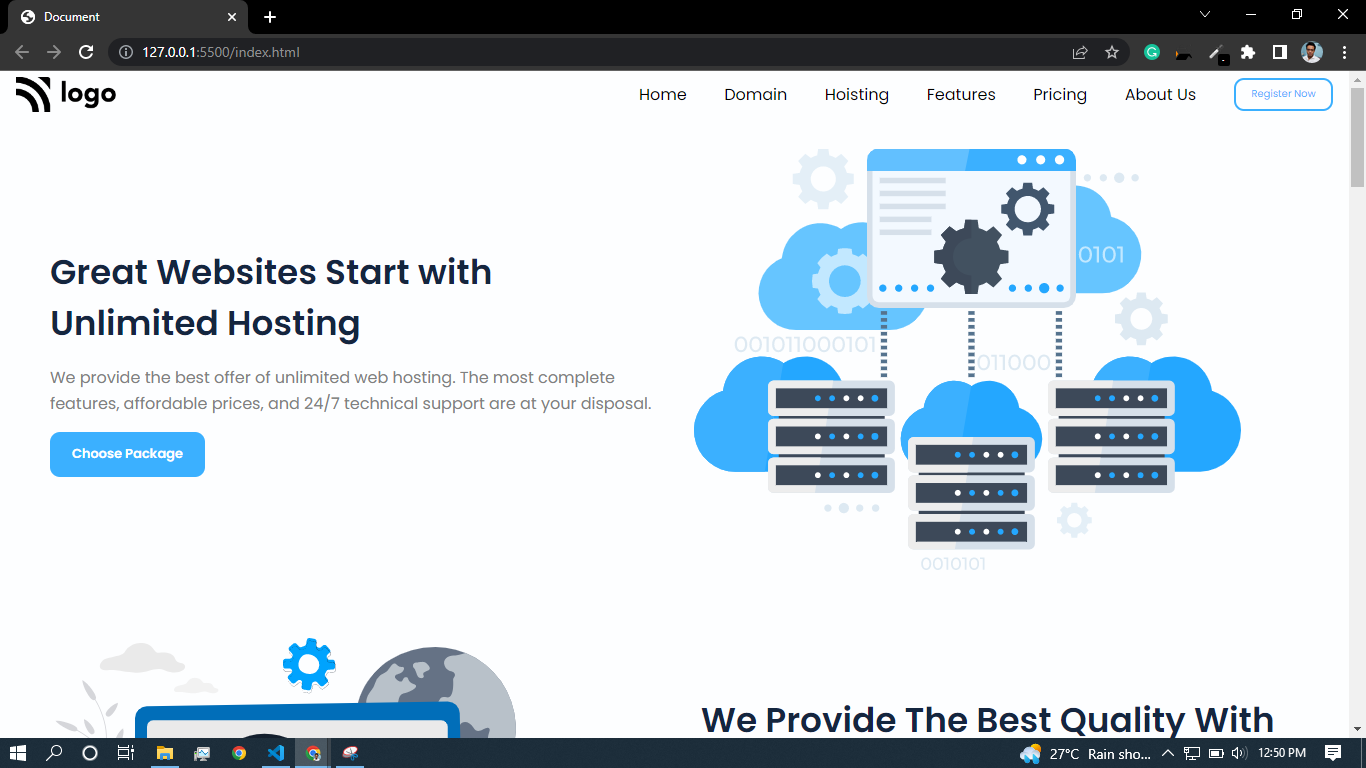 Document
127.0.0.1:5500/index.html
logo
Home Domain Hoisting Features Pricing About Us Register Now
0101
Great Websites Start with
Unlimited Hosting
001011000101
011000
We provide the best offer of unlimited web hosting. The most complete
features, affordable prices, and 24/7 technical support are at your disposal.
Choose Package
0010101
We Provide The Best Quality With
27°C Rain sho... 12:50 PM